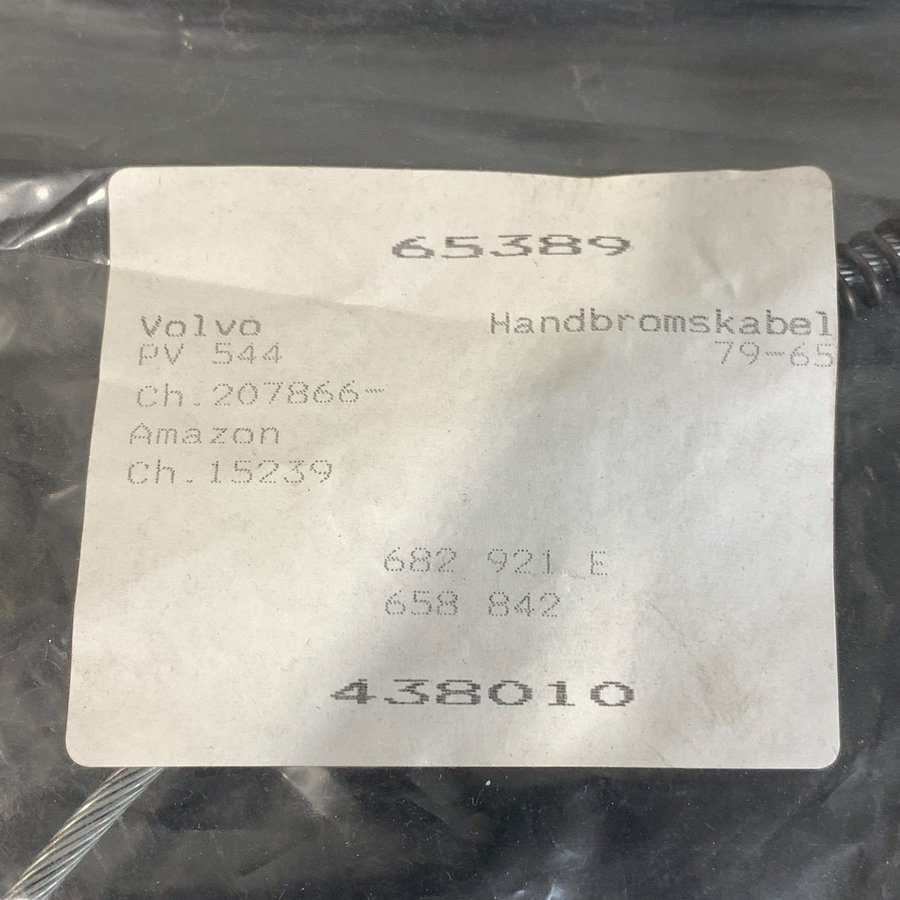 65389
Volvo Handbromskabel
PV 544 79-65
Ch.207866-
Amazon
Ch.15239
682 921 E
658 842
438010